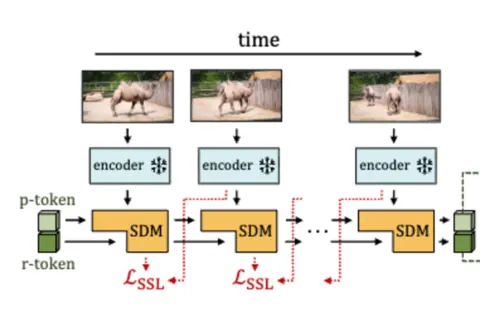 time
encoder
encoder
encoder
p-token
SDM
SDM
...
SDM
r-token
ℒSSL
ℒSSL